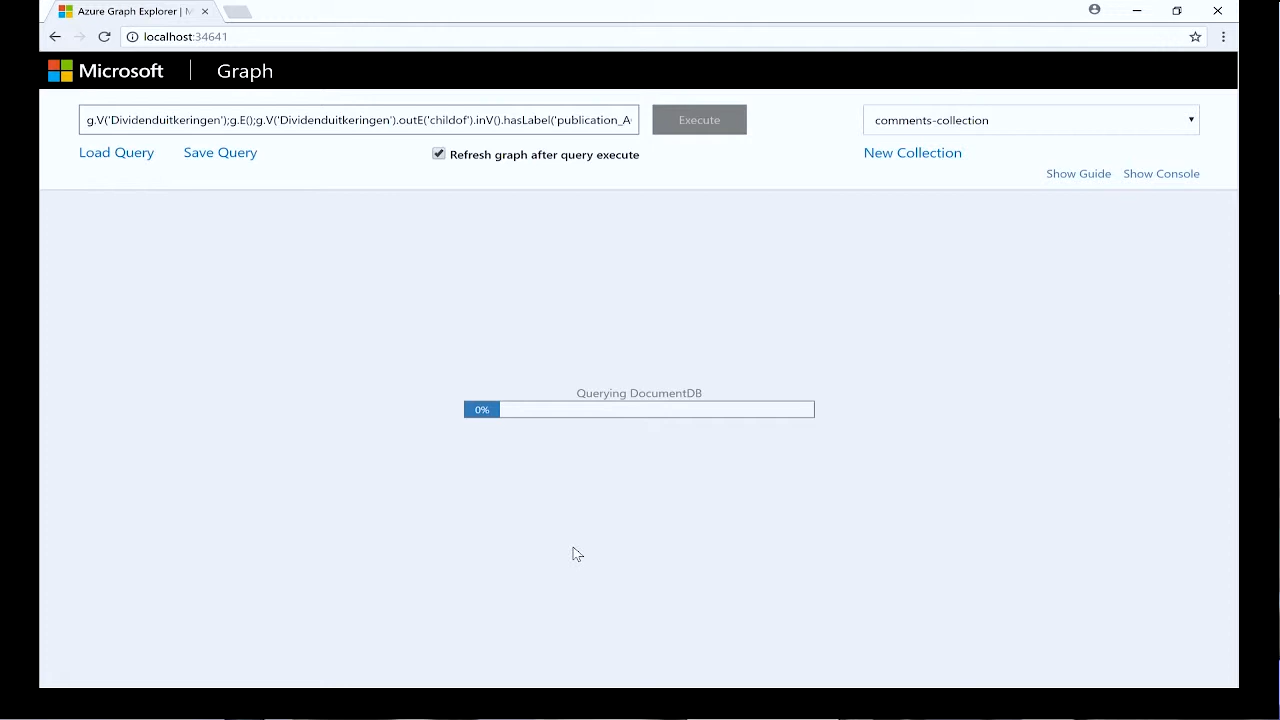 Azure Graph Explorer | M
localhost:34641
Microsoft Graph
g.V('Dividenduitkeringen');g.E();g.V('Dividenduitkeringen').outE('childof').inV().hasLabel('publication_A
Execute
comments-collection
Load Query
Save Query
Refresh graph after query execute
New Collection
Show Guide
Show Console
Querying DocumentDB
0%